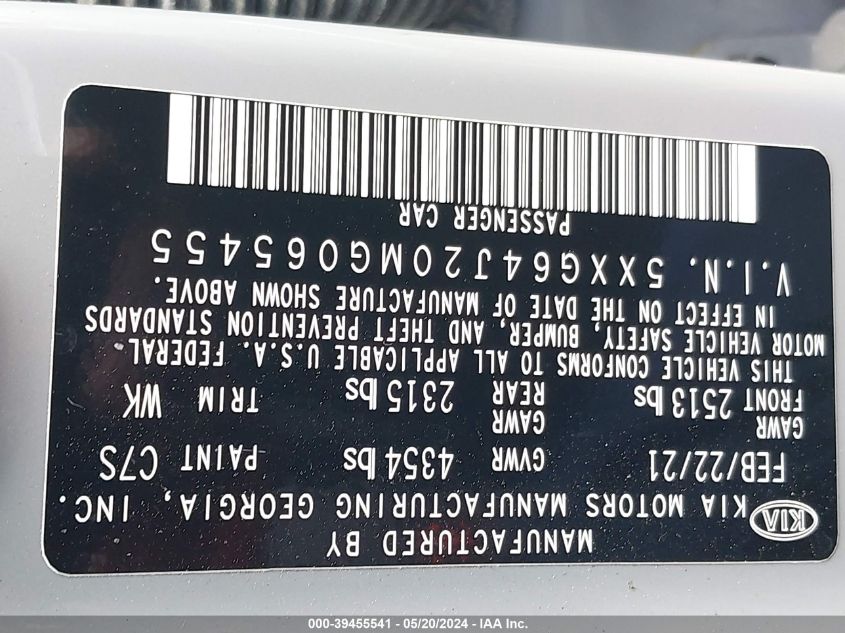 MANUFACTURED BY
KIA KIA MOTORS MANUFACTURING GEORGIA, INC.
FEB/22/21 GVWR 4354 lbs PAINT C7S
GAWR FRONT 2513 lbs GAWR REAR 2315 lbs TRIM WK
THIS VEHICLE CONFORMS TO ALL APPLICABLE U.S.A. FEDERAL
MOTOR VEHICLE SAFETY, BUMPER, AND THEFT PREVENTION STANDARDS
IN EFFECT ON THE DATE OF MANUFACTURE SHOWN ABOVE.
V.I.N. 5XXG64J20MG065455
PASSENGER CAR
000-39455541 - 05/20/2024 - IAA Inc.